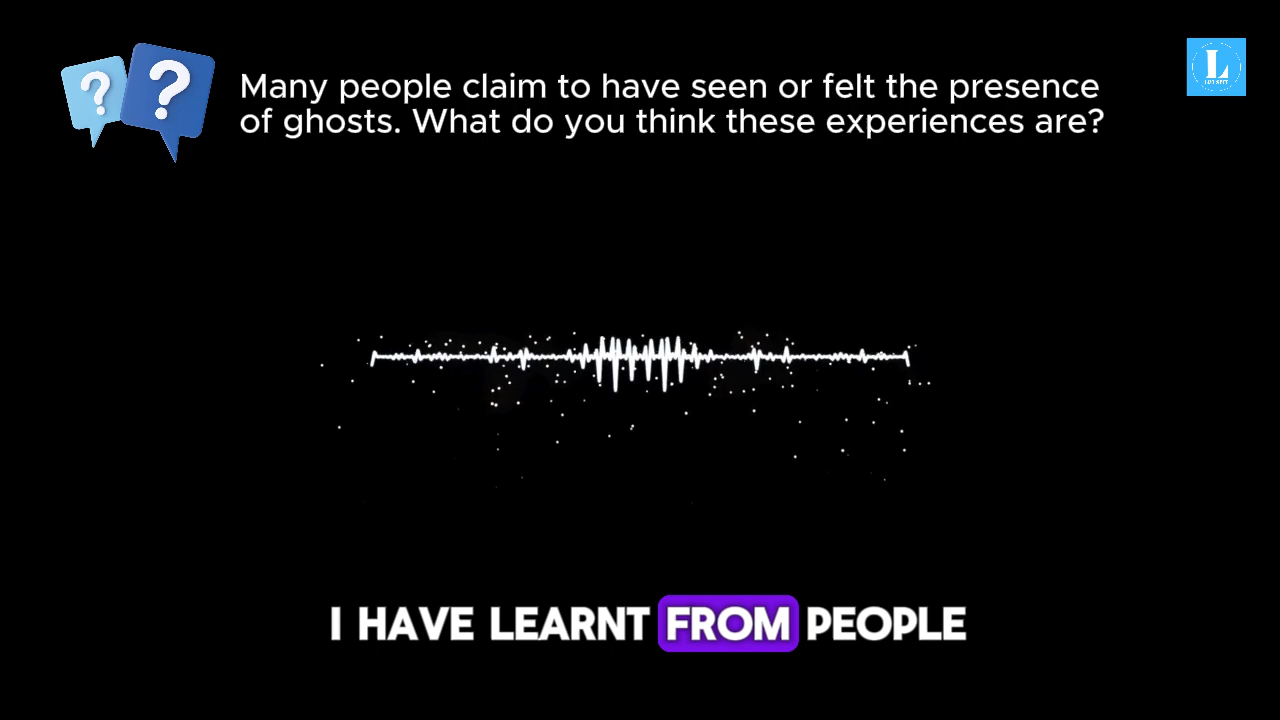 Many people claim to have seen or felt the presence
of ghosts. What do you think these experiences are?
? ?
L
I HAVE LEARNT FROM PEOPLE